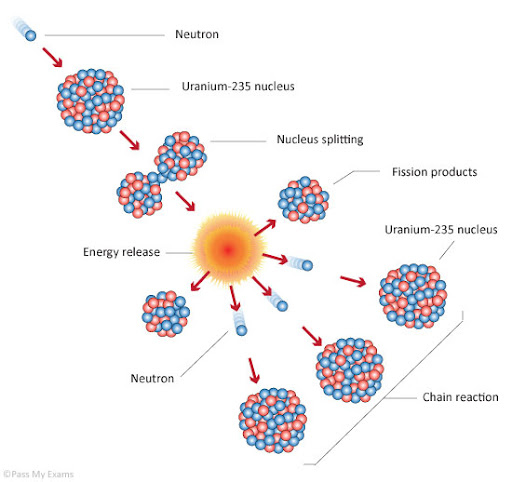 Neutron
Uranium-235 nucleus
Nucleus splitting
Fission products
Uranium-235 nucleus
Energy release
Neutron
Chain reaction
©Pass My Exams